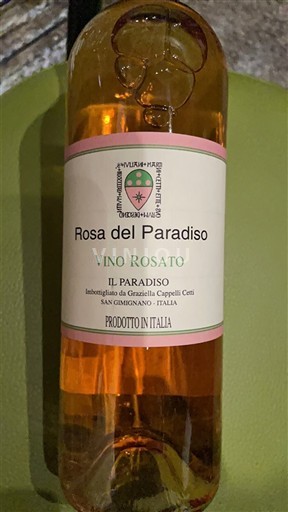 Rosa del Paradiso
VINO ROSATO
IL PARADISO
Imbottigliato da Graziella Cappelli Cetti
SAN GIMIGNANO - ITALIA
PRODOTTO IN ITALIA